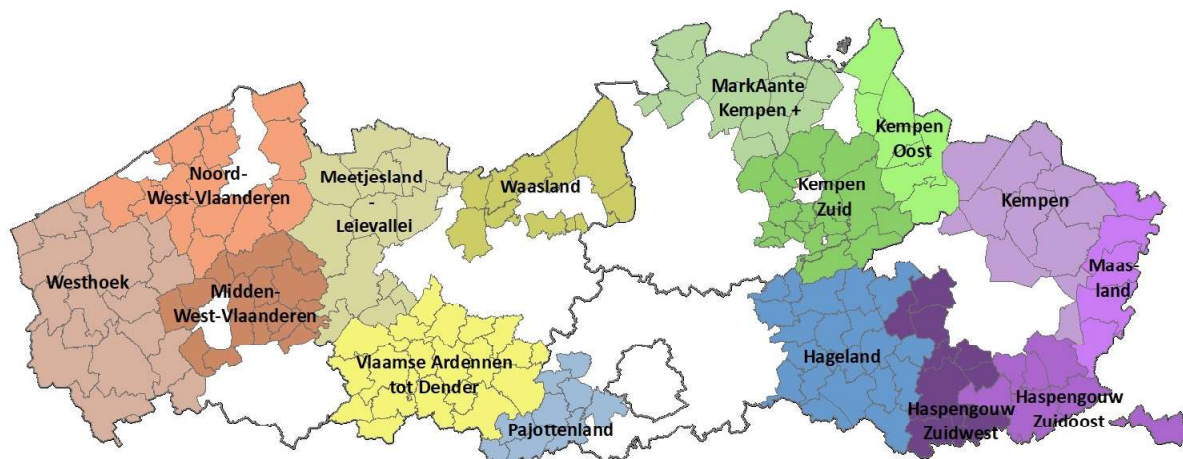 MarkAante
Kempen +
Kempen
Oost
Noord-
West-Vlaanderen
Meetjesland
-
Leievallei
Waasland
Kempen
Zuid
Kempen
Maas-
land
Westhoek
Midden-
West-Vlaanderen
Vlaamse Ardennen
tot Dender
Hageland
Pajottenland
Haspengouw
Zuidwest
Haspengouw
Zuidoost